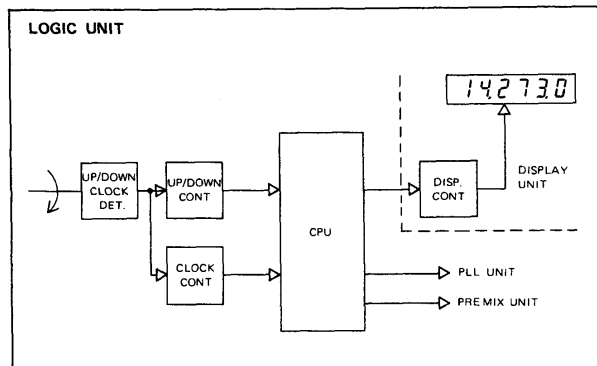 LOGIC UNIT
14.273.0
UP/DOWN
CLOCK
DET.
UP/DOWN
CONT
CLOCK
CONT
CPU
DISP.
CONT
DISPLAY
UNIT
PLL UNIT
PREMIX UNIT